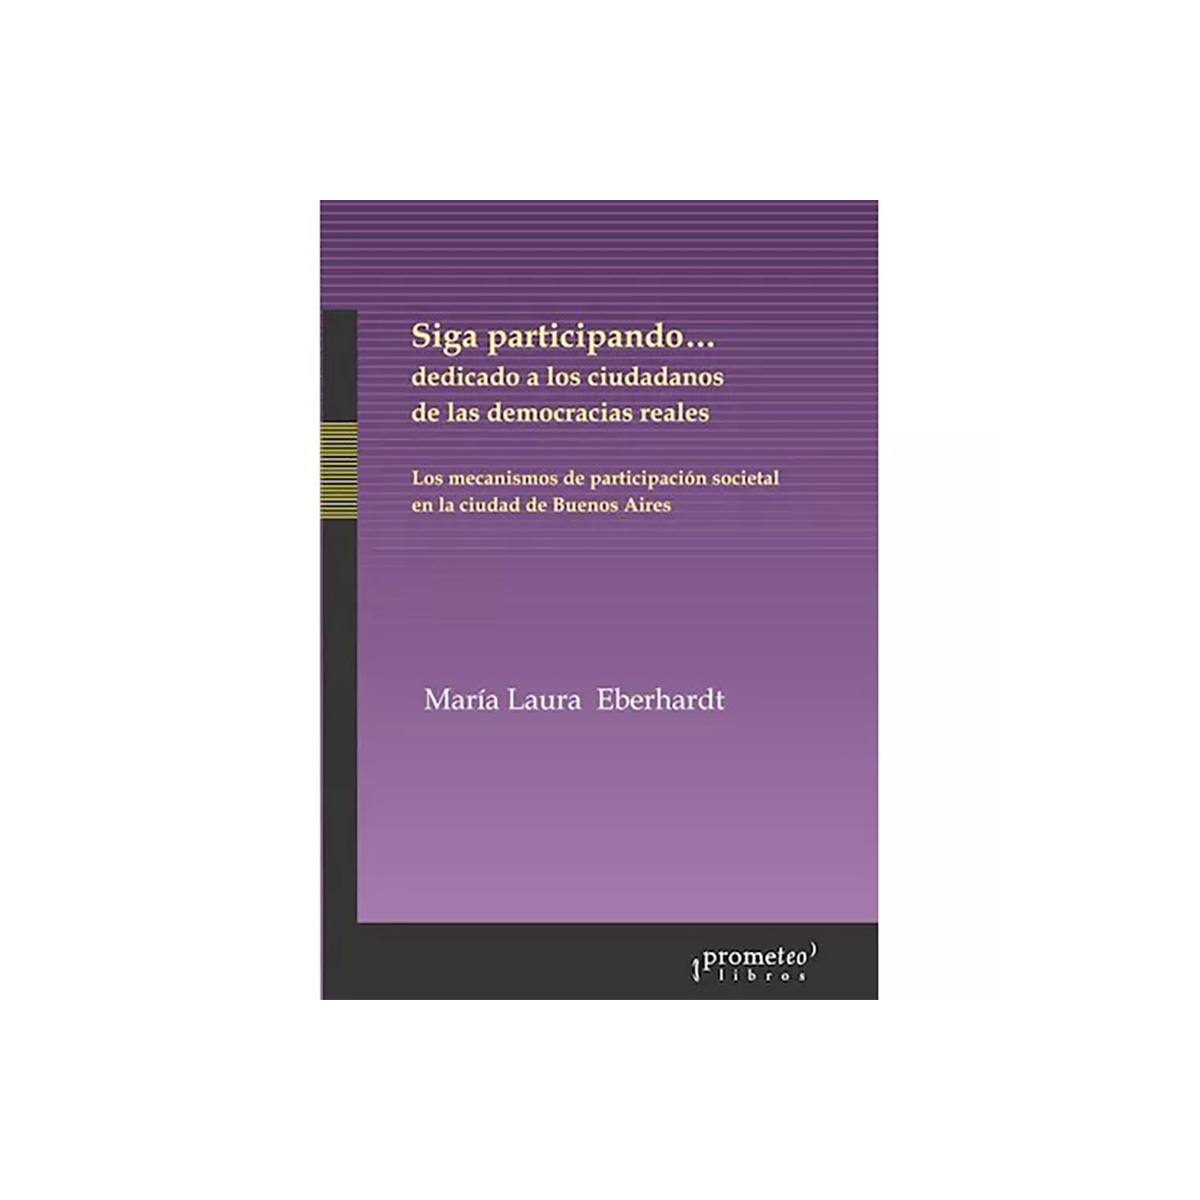 Siga participando...
dedicado a los ciudadanos
de las democracias reales
Los mecanismos de participación societal
en la ciudad de Buenos Aires
María Laura Eberhardt
prometeo
libros